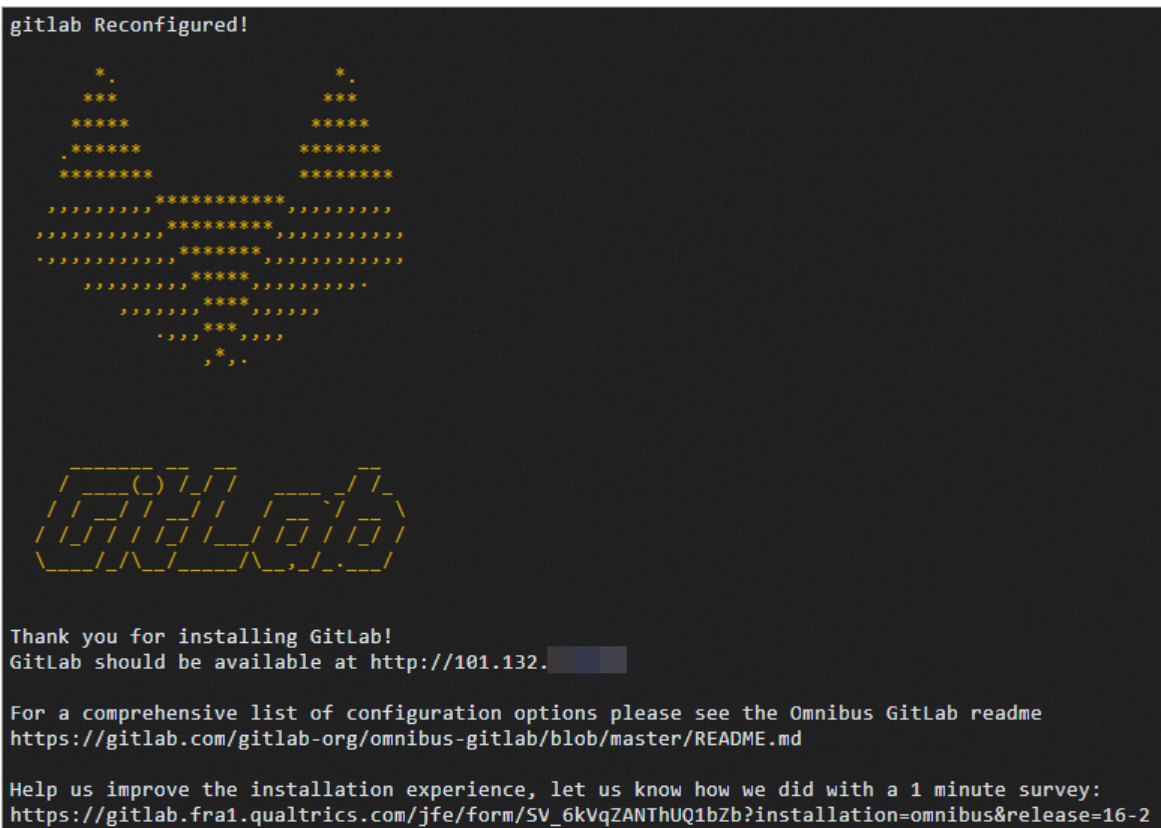 gitlab Reconfigured!
GitLab
Thank you for installing GitLab!
GitLab should be available at http://101.132.
For a comprehensive list of configuration options please see the Omnibus GitLab readme
https://gitlab.com/gitlab-org/omnibus-gitlab/blob/master/README.md
Help us improve the installation experience, let us know how we did with a 1 minute survey:
https://gitlab.fra1.qualtrics.com/jfe/form/SV_6kVqZANThUQ1bZb?installation=omnibus&release=16-2